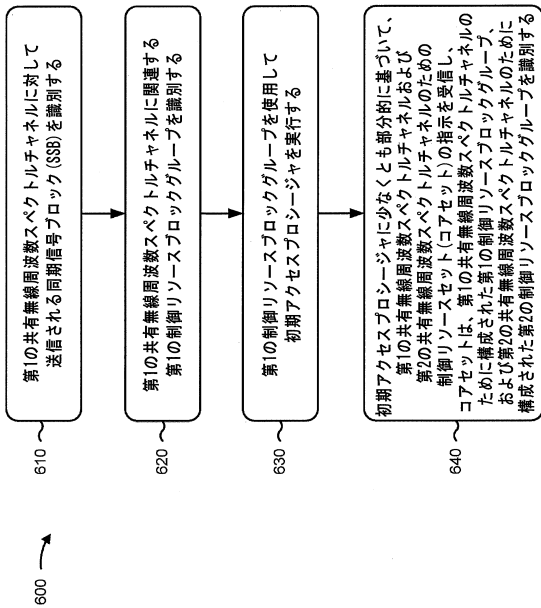 600
610
第1の共有無線周波数スペクトルチャネルに対して
送信される同期信号ブロック(SSB)を識別する
620
第1の共有無線周波数スペクトルチャネルに関連する
第1の制御リソースブロックグループを識別する
630
第1の制御リソースブロックグループを使用して
初期アクセスプロシージャを実行する
640
初期アクセスプロシージャに少なくとも部分的に基づいて、
第1の共有無線周波数スペクトルチャネルおよび
第2の共有無線周波数スペクトルチャネルのための
制御リソースセット(コアセット)の指示を受信し、
コアセットは、第1の共有無線周波数スペクトルチャネルの
ために構成された第1の制御リソースブロックグループ、
および第2の共有無線周波数スペクトルチャネルのために
構成された第2の制御リソースブロックグループを識別する